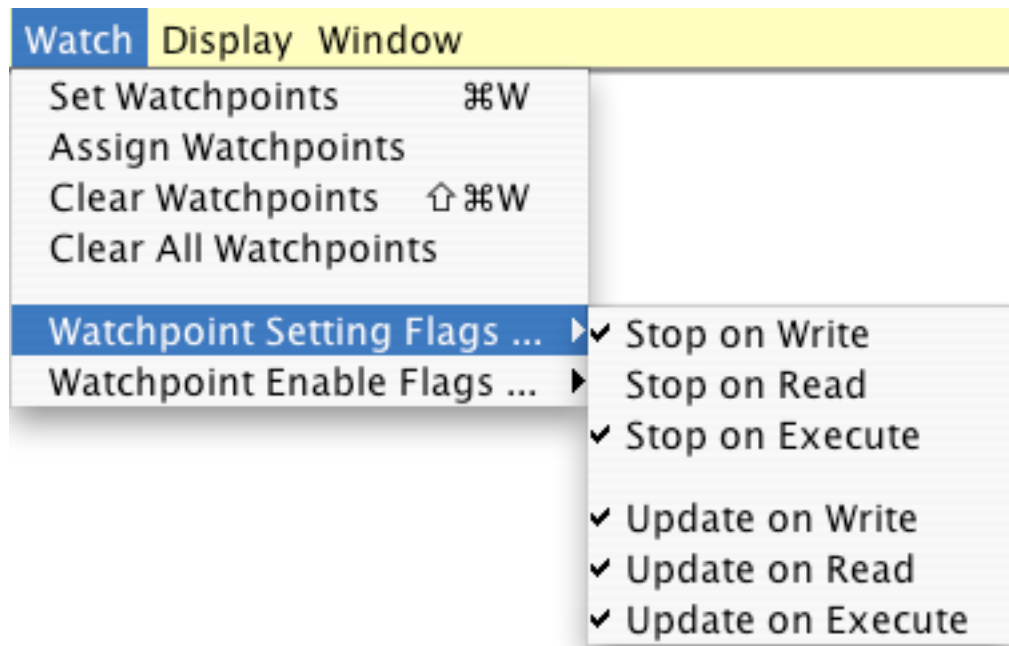 Watch Display Window
Set Watchpoints ⌘W
Assign Watchpoints
Clear Watchpoints ⇧⌘W
Clear All Watchpoints
Watchpoint Setting Flags ...
Watchpoint Enable Flags ...
✓ Stop on Write
Stop on Read
✓ Stop on Execute
✓ Update on Write
✓ Update on Read
✓ Update on Execute